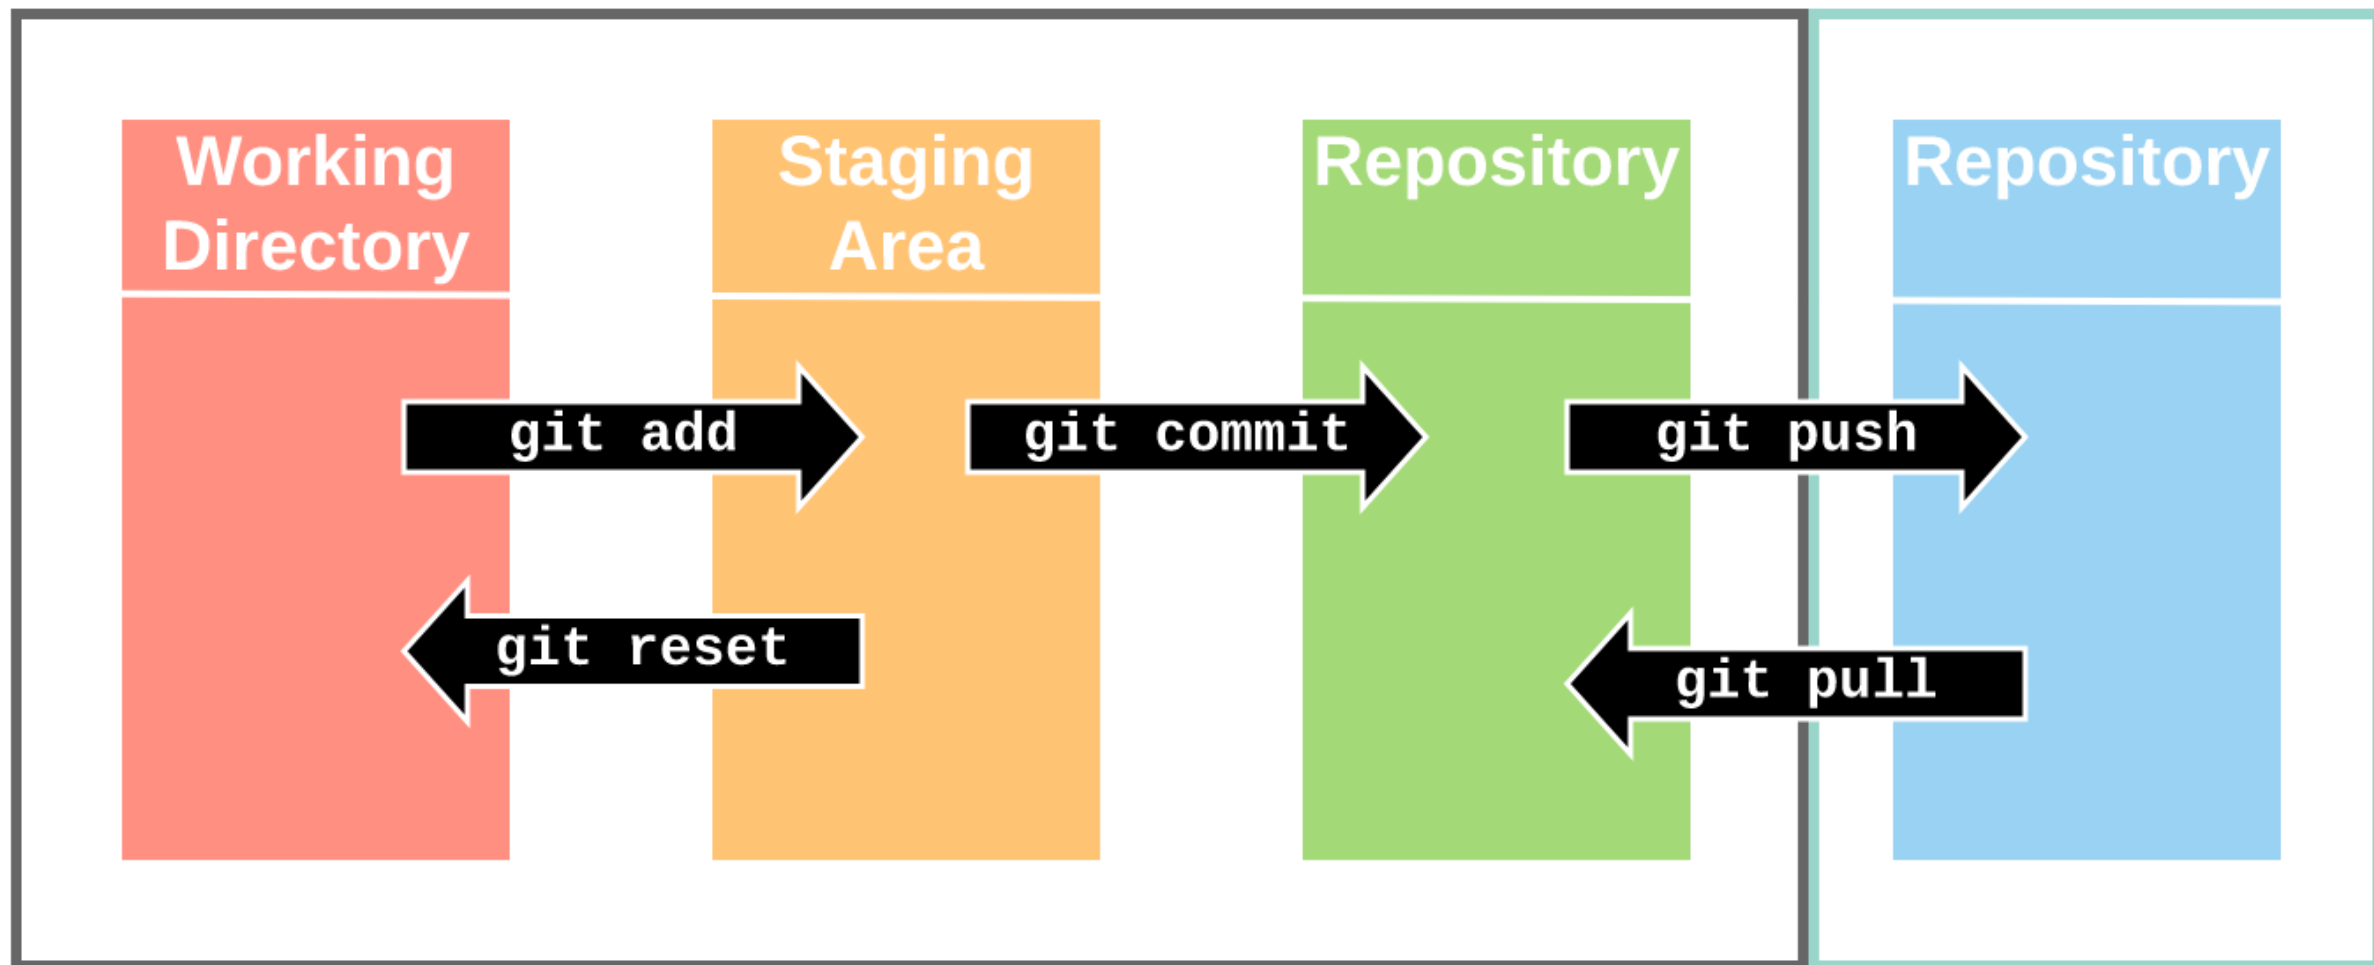 Working
Directory
Staging
Area
Repository
Repository
git add
git commit
git push
git reset
git pull